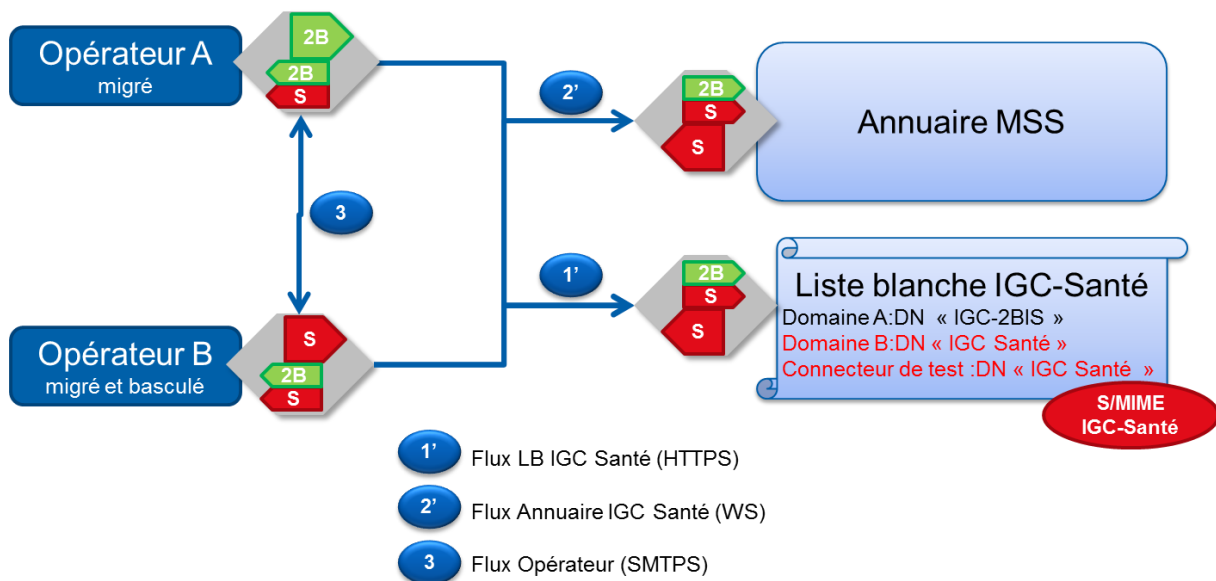 Opérateur A
migré
2B
2B
S
2’
2B
S
S
Annuaire MSS
3
1’
2B
S
S
Liste blanche IGC-Santé
Domaine A:DN « IGC-2BIS »
Domaine B:DN « IGC Santé »
Connecteur de test :DN « IGC Santé »
S/MIME
IGC-Santé
Opérateur B
migré et basculé
S
2B
S
1’ Flux LB IGC Santé (HTTPS)
2’ Flux Annuaire IGC Santé (WS)
3 Flux Opérateur (SMTPS)